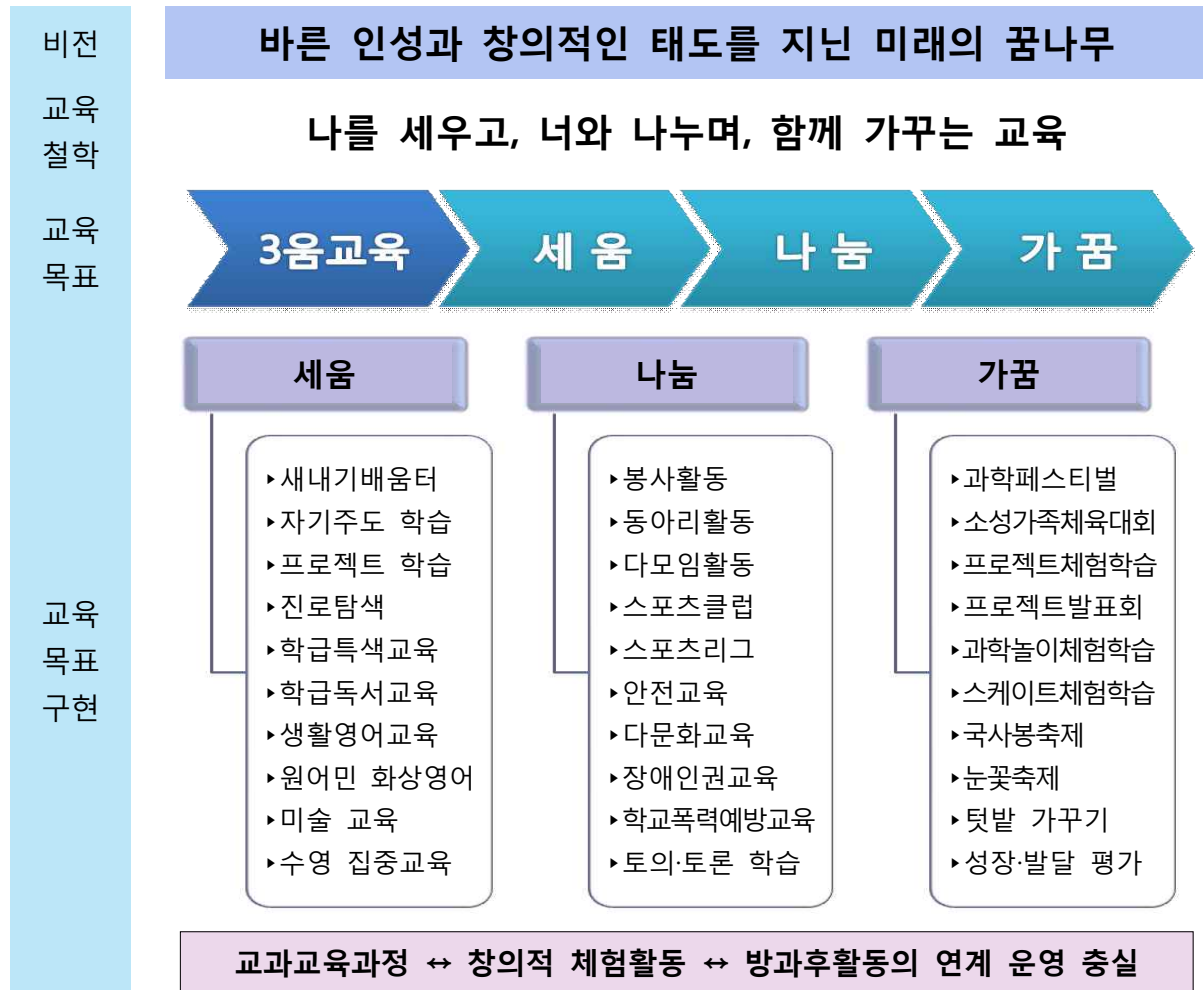 비전
바른 인성과 창의적인 태도를 지닌 미래의 꿈나무
교육
철학
나를 세우고, 너와 나누며, 함께 가꾸는 교육
교육
목표
3움교육
세 움
나 눔
가 꿈
교육
목표
구현
세움
▸새내기배움터
▸자기주도 학습
▸프로젝트 학습
▸진로탐색
▸학급특색교육
▸학급독서교육
▸생활영어교육
▸원어민 화상영어
▸미술 교육
▸수영 집중교육
나눔
▸봉사활동
▸동아리활동
▸다모임활동
▸스포츠클럽
▸스포츠리그
▸안전교육
▸다문화교육
▸장애인권교육
▸학교폭력예방교육
▸토의·토론 학습
가꿈
▸과학페스티벌
▸소성가족체육대회
▸프로젝트체험학습
▸프로젝트발표회
▸과학놀이체험학습
▸스케이트체험학습
▸국사봉축제
▸눈꽃축제
▸텃밭 가꾸기
▸성장·발달 평가
교과교육과정 ↔ 창의적 체험활동 ↔ 방과후활동의 연계 운영 충실